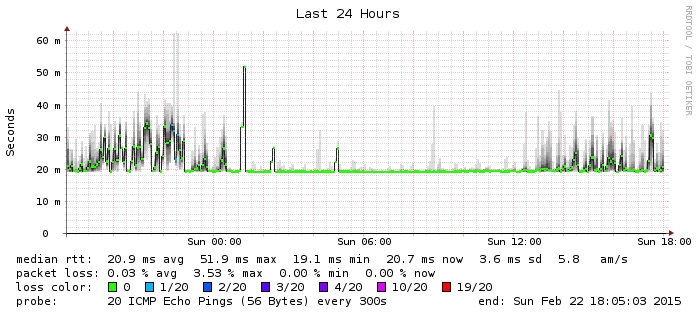 Last 24 Hours
RRDTOOL / TOBI OETIKER
Seconds
60 m
50 m
40 m
30 m
20 m
10 m
0
Sun 00:00 Sun 06:00 Sun 12:00 Sun 18:00
median rtt: 20.9 ms avg 51.9 ms max 19.1 ms min 20.7 ms now 3.6 ms sd 5.8 am/s
packet loss: 0.03 % avg 3.53 % max 0.00 % min 0.00 % now
loss color: 0 1/20 2/20 3/20 4/20 10/20 19/20
probe: 20 ICMP Echo Pings (56 Bytes) every 300s end: Sun Feb 22 18:05:03 2015